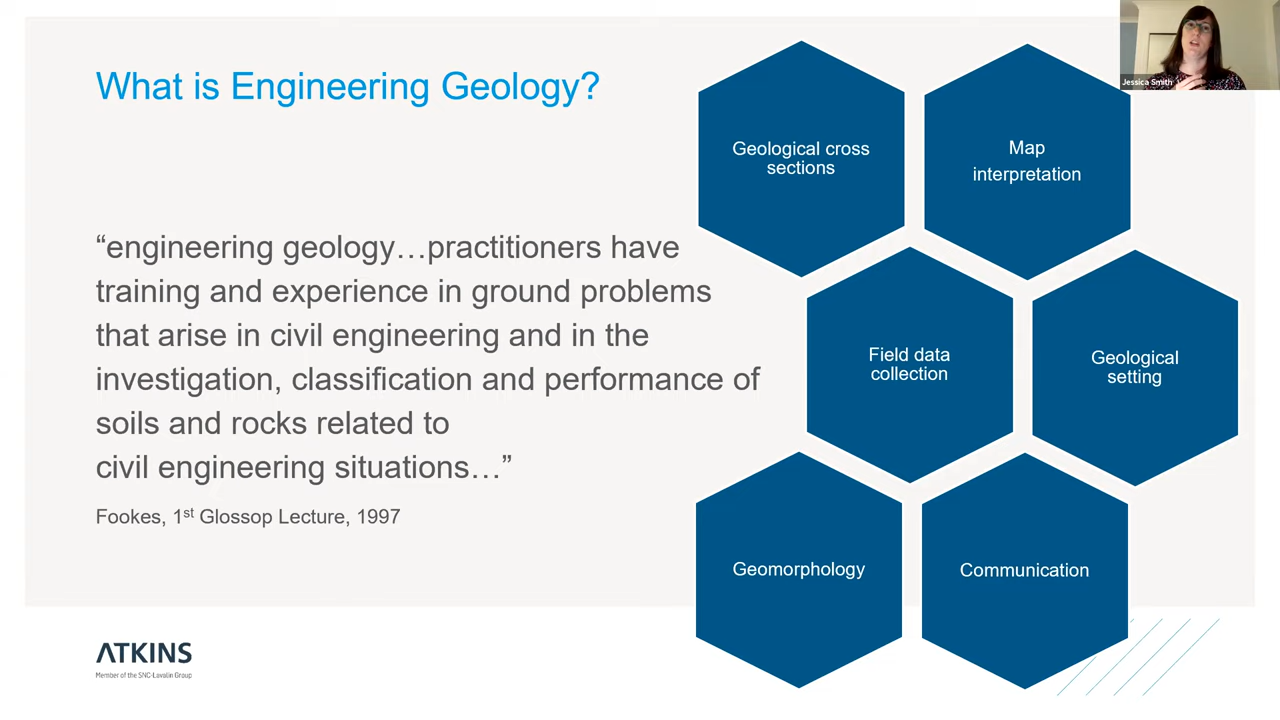 What is Engineering Geology?
“engineering geology…practitioners have
training and experience in ground problems
that arise in civil engineering and in the
investigation, classification and performance of
soils and rocks related to
civil engineering situations…”
Fookes, 1st Glossop Lecture, 1997
Geological cross
sections
Map
interpretation
Field data
collection
Geological
setting
Geomorphology
Communication
ATKINS
Member of the SNC-Lavalin Group
Jessica Smith